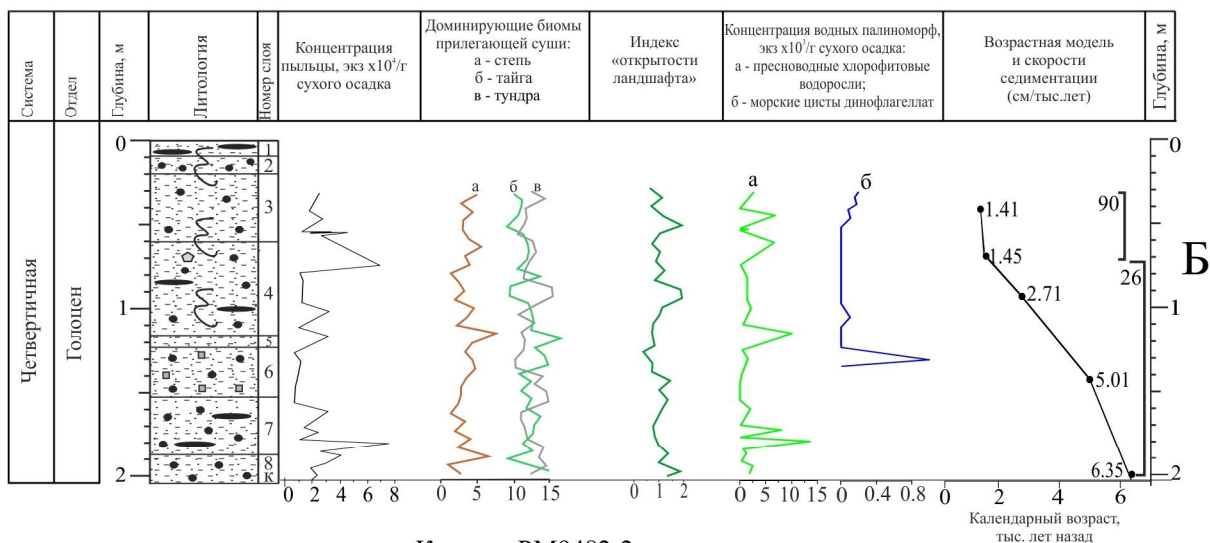 Система
Отдел
Глубина, м
Литология
Номер слоя
Концентрация
пыльцы, экз х10⁴/г
сухого осадка
Доминирующие биомы
прилегающей суши:
а - степь
б - тайга
в - тундра
Индекс
«открытости
ландшафта»
Концентрация водных палиноморф,
экз х10³/г сухого осадка:
а - пресноводные хлорофитовые
водоросли;
б - морские цисты динофлагеллат
Возрастная модель
и скорости
седиментации
(см/тыс.лет)
Глубина, м
Четвертичная
Голоцен
0
1
2
1
2
3
4
5
6
7
8
К
а
б
в
а
б
1.41
1.45
2.71
5.01
6.35
90
26
0
1
2
Б
0 2 4 6 8
0 5 10 15
0 1 2
0 5 10 15
0 0.4 0.8
0 2 4 6
Календарный возраст,
тыс. лет назад